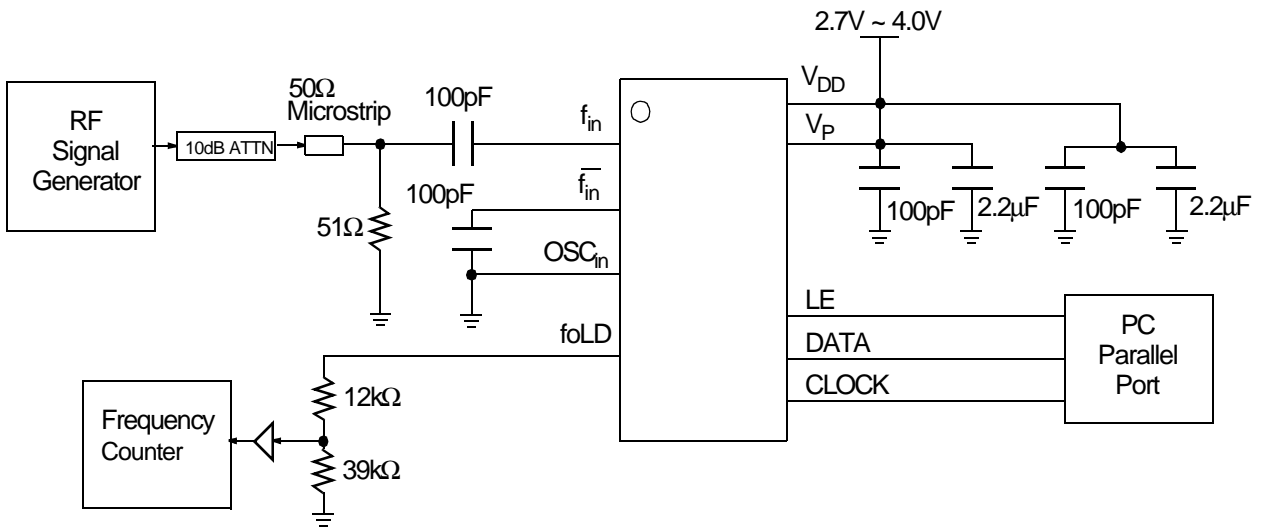 2.7V ~ 4.0V
RF
Signal
Generator
10dB ATTN
50Ω
Microstrip
100pF
fin
100pF
fin
51Ω
OSCin
foLD
VDD
VP
100pF
2.2μF
100pF
2.2μF
LE
DATA
CLOCK
PC
Parallel
Port
12kΩ
39kΩ
Frequency
Counter